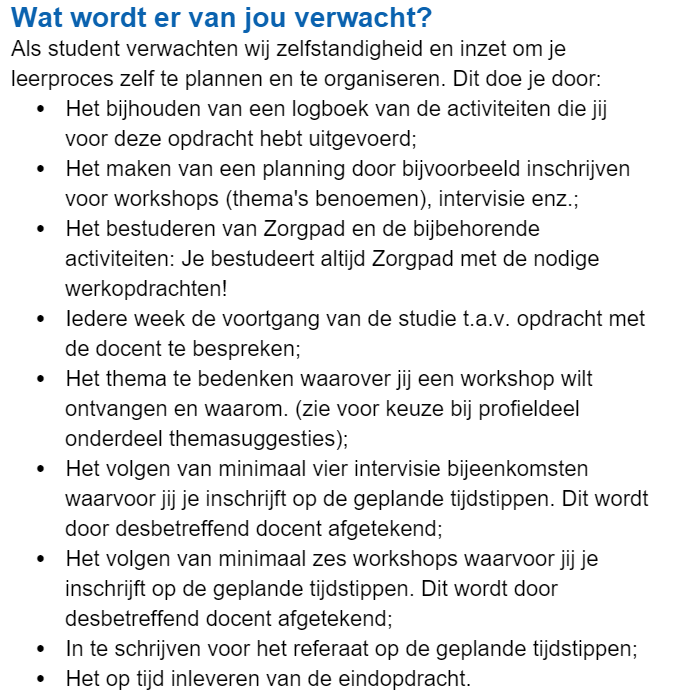 Wat wordt er van jou verwacht?
Als student verwachten wij zelfstandigheid en inzet om je
leerproces zelf te plannen en te organiseren. Dit doe je door:
• Het bijhouden van een logboek van de activiteiten die jij
voor deze opdracht hebt uitgevoerd;
• Het maken van een planning door bijvoorbeeld inschrijven
voor workshops (thema's benoemen), intervisie enz.;
• Het bestuderen van Zorgpad en de bijbehorende
activiteiten: Je bestudeert altijd Zorgpad met de nodige
werkopdrachten!
• Iedere week de voortgang van de studie t.a.v. opdracht met
de docent te bespreken;
• Het thema te bedenken waarover jij een workshop wilt
ontvangen en waarom. (zie voor keuze bij profieldeel
onderdeel themasuggesties);
• Het volgen van minimaal vier intervisie bijeenkomsten
waarvoor jij je inschrijft op de geplande tijdstippen. Dit wordt
door desbetreffend docent afgetekend;
• Het volgen van minimaal zes workshops waarvoor jij je
inschrijft op de geplande tijdstippen. Dit wordt door
desbetreffend docent afgetekend;
• In te schrijven voor het referaat op de geplande tijdstippen;
• Het op tijd inleveren van de eindopdracht.